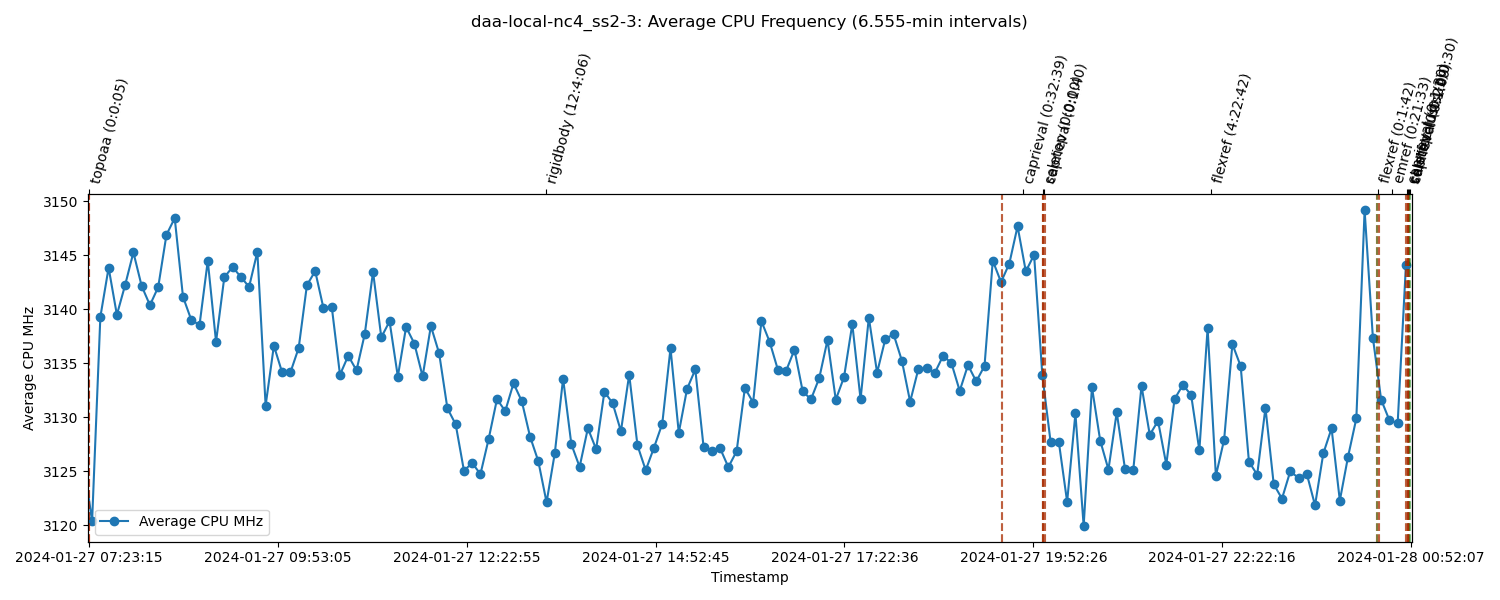 daa-local-nc4_ss2-3: Average CPU Frequency (6.555-min intervals)
topoaa (0:0:05)
rigidbody (12:4:06)
caprieval (0:32:39)
flexref (4:22:42)
flexref (0:1:42)
emref (0:21:33)
3150
3145
3140
3135
3130
3125
3120
Average CPU MHz
Average CPU MHz
2024-01-27 07:23:15
2024-01-27 09:53:05
2024-01-27 12:22:55
2024-01-27 14:52:45
2024-01-27 17:22:36
2024-01-27 19:52:26
2024-01-27 22:22:16
2024-01-28 00:52:07
Timestamp